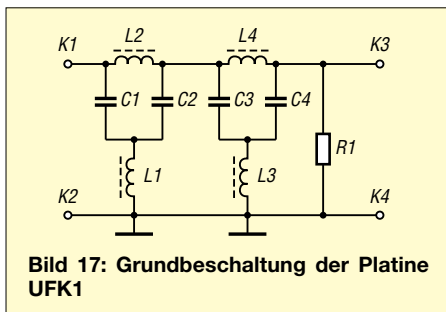 K1 L2 L4 K3
C1 C2 C3 C4
R1
L1 L3
K2 K4
Bild 17: Grundbeschaltung der Platine
UFK1